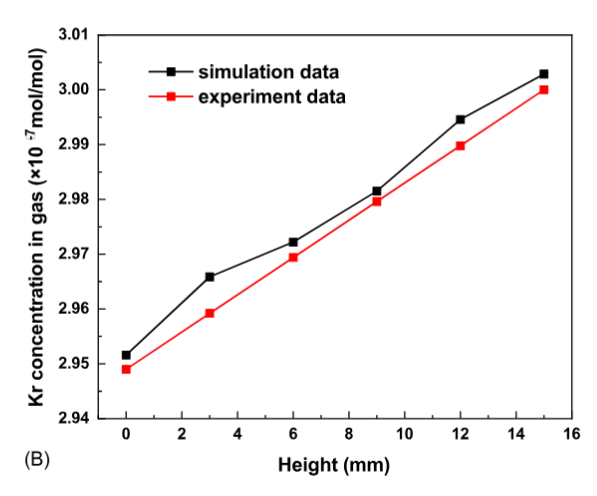 3.01
3.00
2.99
2.98
2.97
2.96
2.95
2.94
Kr concentration in gas (×10 -7mol/mol)
simulation data
experiment data
0 2 4 6 8 10 12 14 16
Height (mm)
(B)